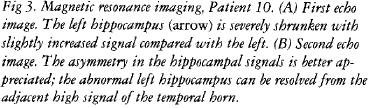 Fig 3. Magnetic resonance imaging, Patient 10. (A) First echo
image. The left hippocampus (arrow) is severely shrunken with
slightly increased signal compared with the left. (B) Second echo
image. The asymmetry in the hippocampal signals is better ap-
preciated; the abnormal left hippocampus can be resolved from the
adjacent high signal of the temporal horn.